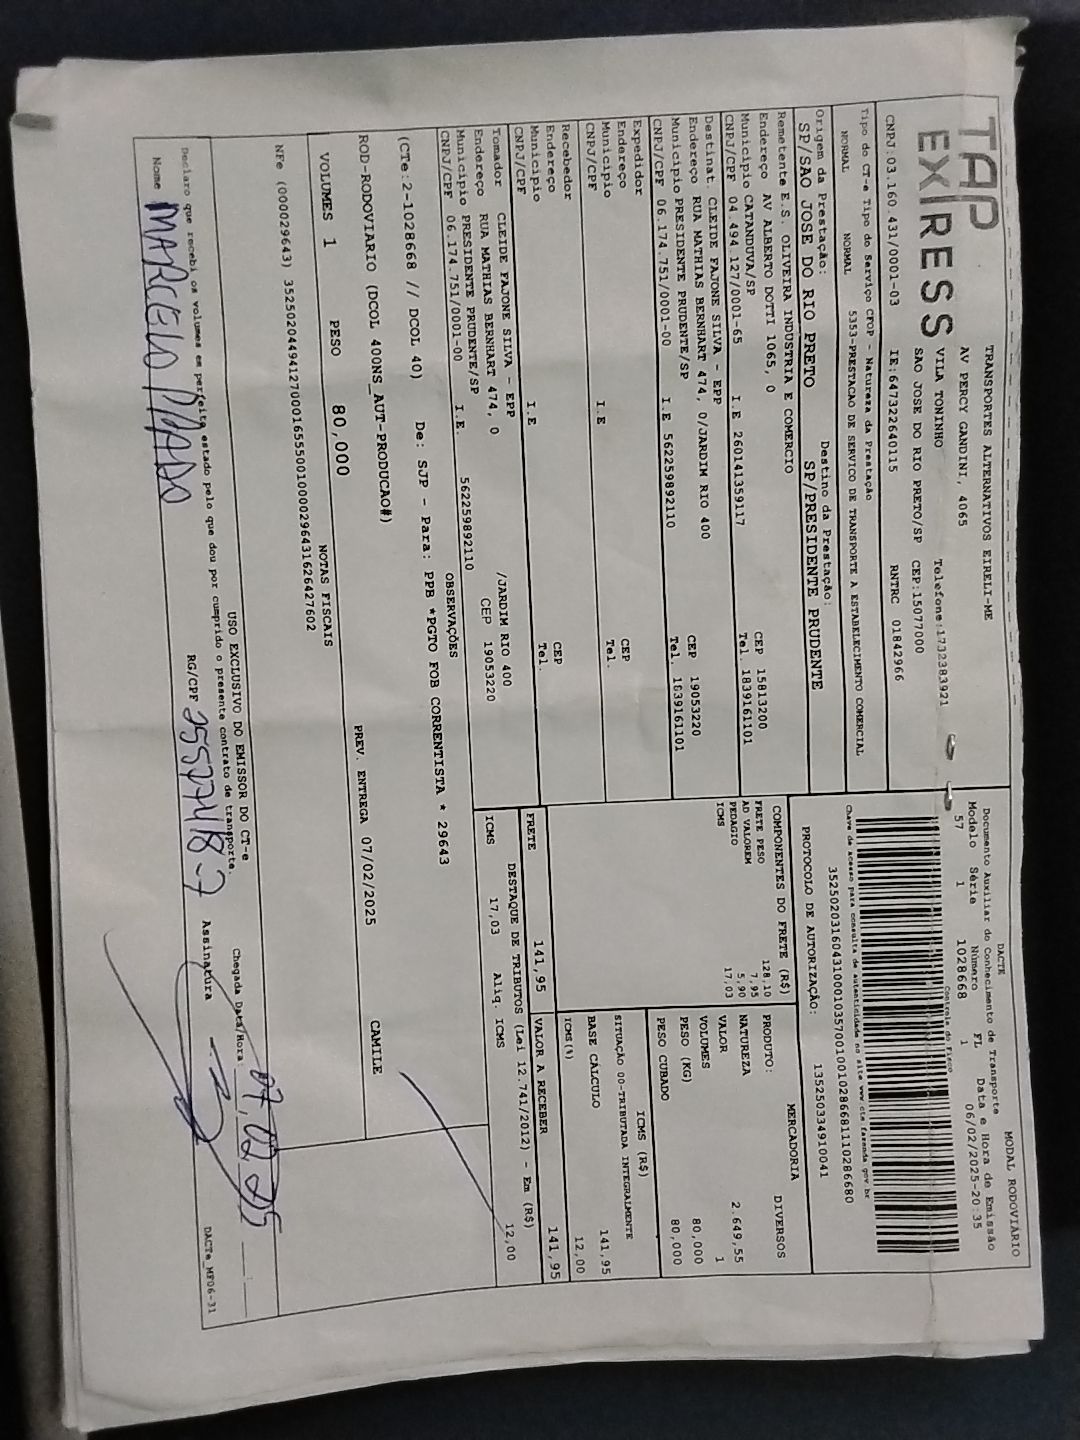 TAP
EXPRESS
TRANSPORTES ALTERNATIVOS EIRELI-ME
AV PERCY GANDINI, 4065
VILA TONINHO Telefone:1732383921
SAO JOSE DO RIO PRETO/SP CEP:15077000
CNPJ:03.160.431/0001-03 IE:647322640115 RNTRC 01842966
MODAL RODOVIÁRIO
DACTE
Documento Auxiliar do Conhecimento de Transporte
Modelo Série Número FL Data e Hora de Emissão
57 1 1028668 1 06/02/2025-20:35
Controle do Fisco
Chave de acesso para consulta de autenticidade no site www.cte.fazenda.gov.br
Tipo do CT-e Tipo do Serviço CFOP - Natureza da Prestação
NORMAL NORMAL 5353-PRESTACAO DE SERVICO DE TRANSPORTE A ESTABELECIMENTO COMERCIAL
PROTOCOLO DE AUTORIZAÇÃO: 135250334910041
Origem da Prestação: Destino da Prestação:
SP/SAO JOSE DO RIO PRETO SP/PRESIDENTE PRUDENTE
Remetente E.S. OLIVEIRA INDUSTRIA E COMERCIO
Endereço AV ALBERTO DOTTI 1065, 0 CEP 15813200
Município CATANDUVA/SP Tel. 1839161101
CNPJ/CPF 04.494.127/0001-65 I.E 260141359117
Destinat. CLEIDE FAJONE SILVA - EPP
Endereço RUA MATHIAS BERNHART 474, 0/JARDIM RIO 400 CEP 19053220
Município PRESIDENTE PRUDENTE/SP Tel. 1839161101
CNPJ/CPF 06.174.751/0001-00 I.E 562259892110
Expedidor
Endereço CEP
Município Tel.
CNPJ/CPF I.E
Recebedor
Endereço CEP
Município Tel.
CNPJ/CPF I.E
Tomador CLEIDE FAJONE SILVA - EPP /JARDIM RIO 400
Endereço RUA MATHIAS BERNHART 474, 0 CEP 19053220
Município PRESIDENTE PRUDENTE/SP
CNPJ/CPF 06.174.751/0001-00 I.E. 562259892110
COMPONENTES DO FRETE (R$)
FRETE PESO 128,10
AD VALOREM 7,95
PEDAGIO 5,90
ICMS 17,03
MERCADORIA
PRODUTO: DIVERSOS
NATUREZA
VALOR 2.649,55
VOLUMES 1
PESO (KG) 80,000
PESO CUBADO 80,000
ICMS (R$)
SITUAÇÃO 00-TRIBUTADA INTEGRALMENTE
BASE CÁLCULO 141,95
ICMS(%) 12,00
FRETE 141,95 VALOR A RECEBER 141,95
DESTAQUE DE TRIBUTOS (Lei 12.741/2012) - Em (R$)
ICMS 17,03 Aliq. ICMS 12,00
OBSERVAÇÕES
(CTe:2-1028668 // DCOL 40) De: SJP - Para: PPB *PGTO FOB CORRENTISTA * 29643
ROD-RODOVIARIO (DCOL 400NS_AUT-PRODUCAO#) PREV. ENTREGA 07/02/2025 CAMILE
VOLUMES 1 PESO 80,000
NOTAS FISCAIS
NFe (000029643) 35250204494127000165550010000296431626427602
USO EXCLUSIVO DO EMISSOR DO CT-e
Declaro que recebi os volumes em perfeito estado pelo que dou por cumprido o presente contrato de transporte.
Chegada Data/Hora: 07.02.25
Nome MARCELO PRADO RG/CPF 25527418-7 Assinatura
DACTe_MF06-31